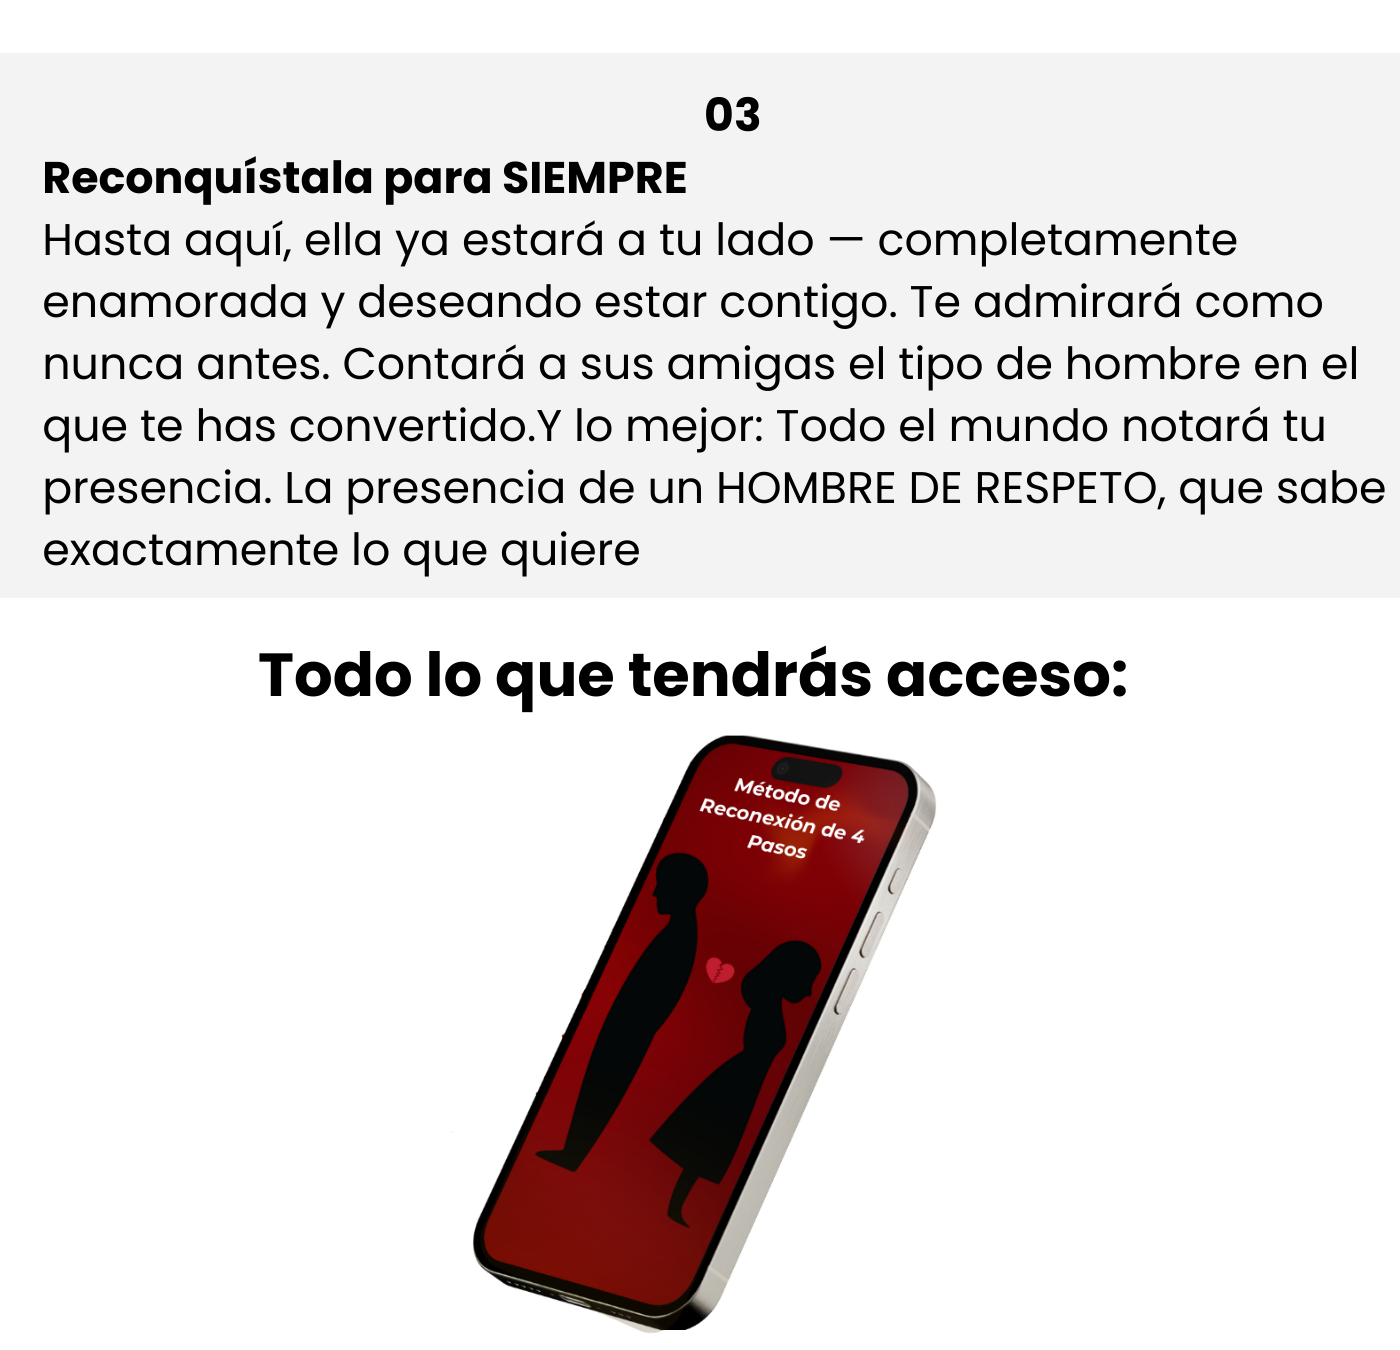 03
Reconquístala para SIEMPRE
Hasta aquí, ella ya estará a tu lado — completamente
enamorada y deseando estar contigo. Te admirará como
nunca antes. Contará a sus amigas el tipo de hombre en el
que te has convertido.Y lo mejor: Todo el mundo notará tu
presencia. La presencia de un HOMBRE DE RESPETO, que sabe
exactamente lo que quiere
Todo lo que tendrás acceso:
Método de
Reconexión de 4
Pasos